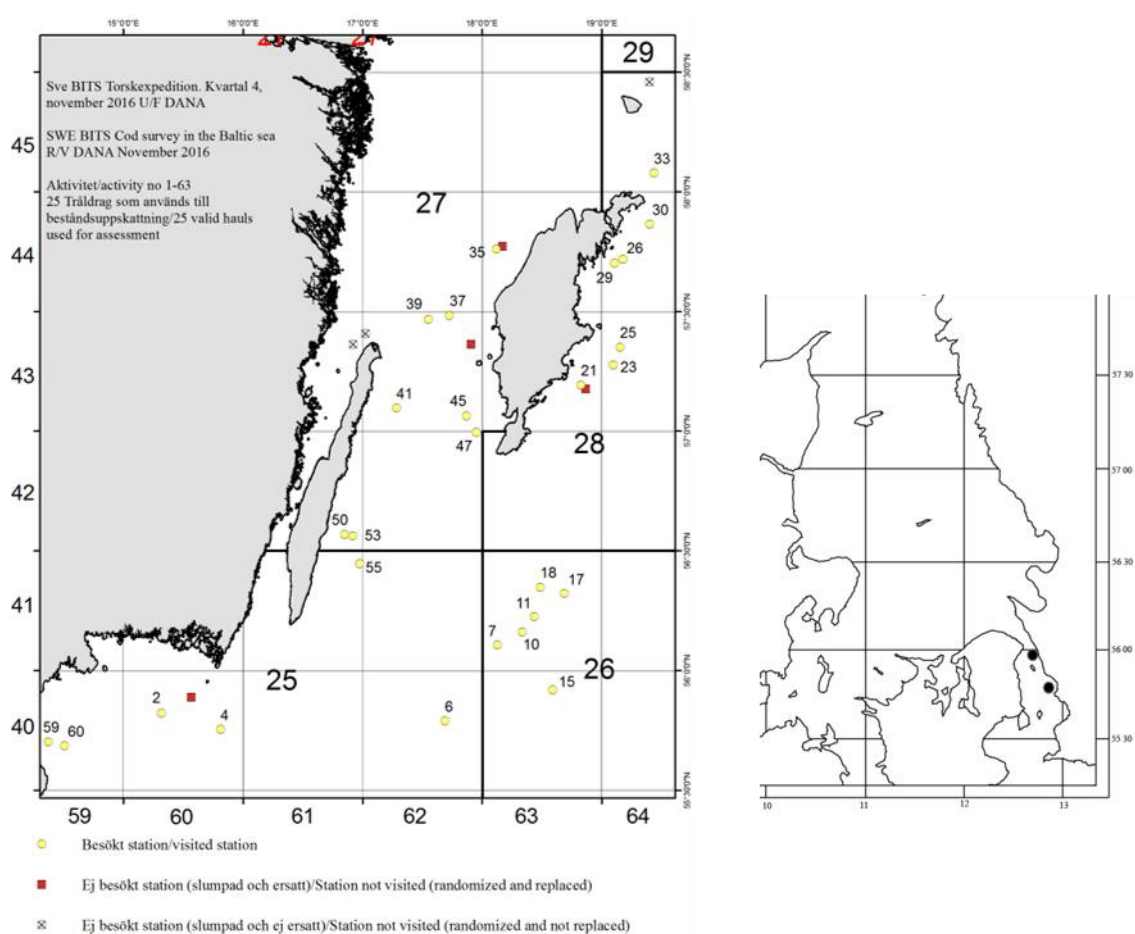 15°0'0"E 16°0'0"E 17°0'0"E 18°0'0"E 19°0'0"E
29
58°30'0"N
Sve BITS Torskexpedition. Kvartal 4,
november 2016 U/F DANA
SWE BITS Cod survey in the Baltic sea
R/V DANA November 2016
Aktivitet/activity no 1-63
25 Tråldrag som används till
beståndsuppskattning/25 valid hauls
used for assessment
45
33
58°0'0"N
27
30
44
35
26
29
57°30'0"N
39
37
25
43
23
21
41
45
47
28
57°0'0"N
42
50
53
56°30'0"N
55
41
18
17
11
7
10
25
26
56°0'0"N
15
2
4
6
40
59
60
55°30'0"N
59 60 61 62 63 64
Besökt station/visited station
Ej besökt station (slumpad och ersatt)/Station not visited (randomized and replaced)
Ej besökt station (slumpad och ej ersatt)/Station not visited (randomized and not replaced)
57 30
57 00
56 30
56 00
55 30
10 11 12 13